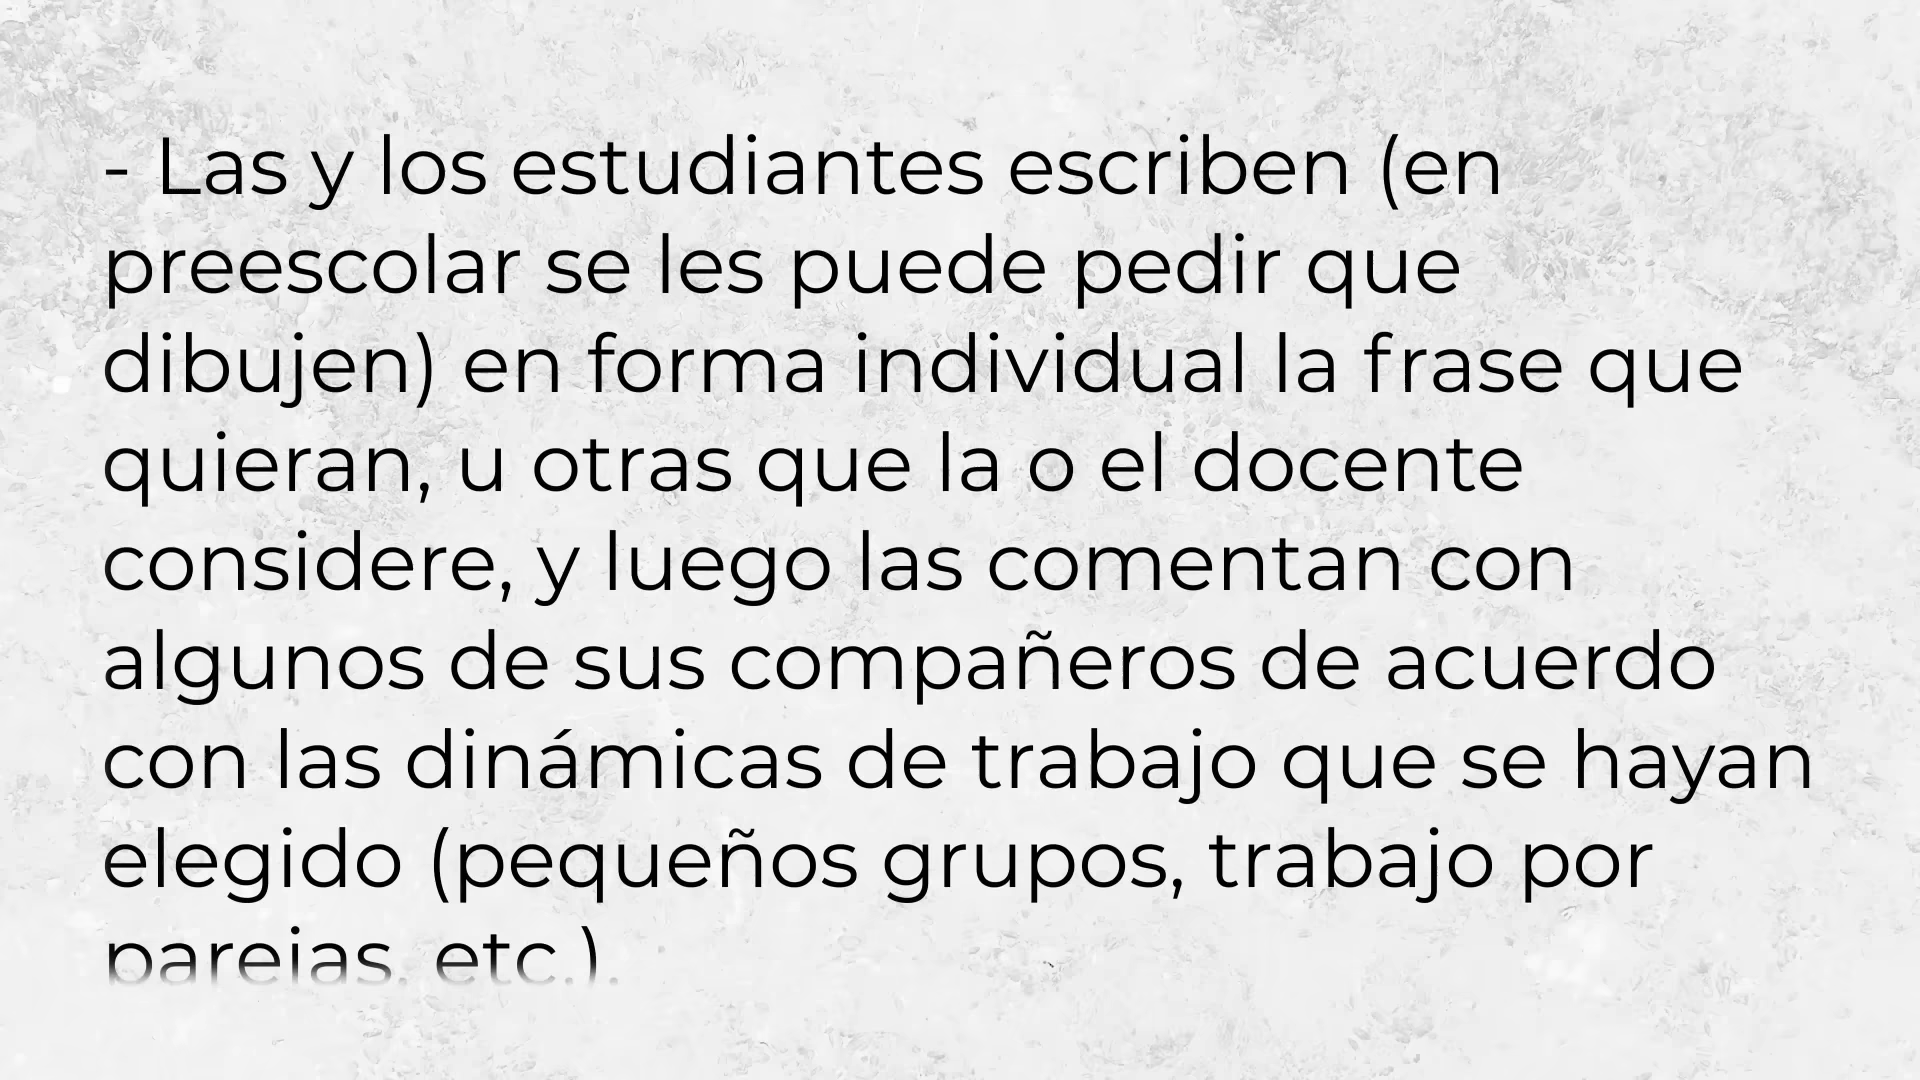 - Las y los estudiantes escriben (en
preescolar se les puede pedir que
dibujen) en forma individual la frase que
quieran, u otras que la o el docente
considere, y luego las comentan con
algunos de sus compañeros de acuerdo
con las dinámicas de trabajo que se hayan
elegido (pequeños grupos, trabajo por
parejas, etc.).